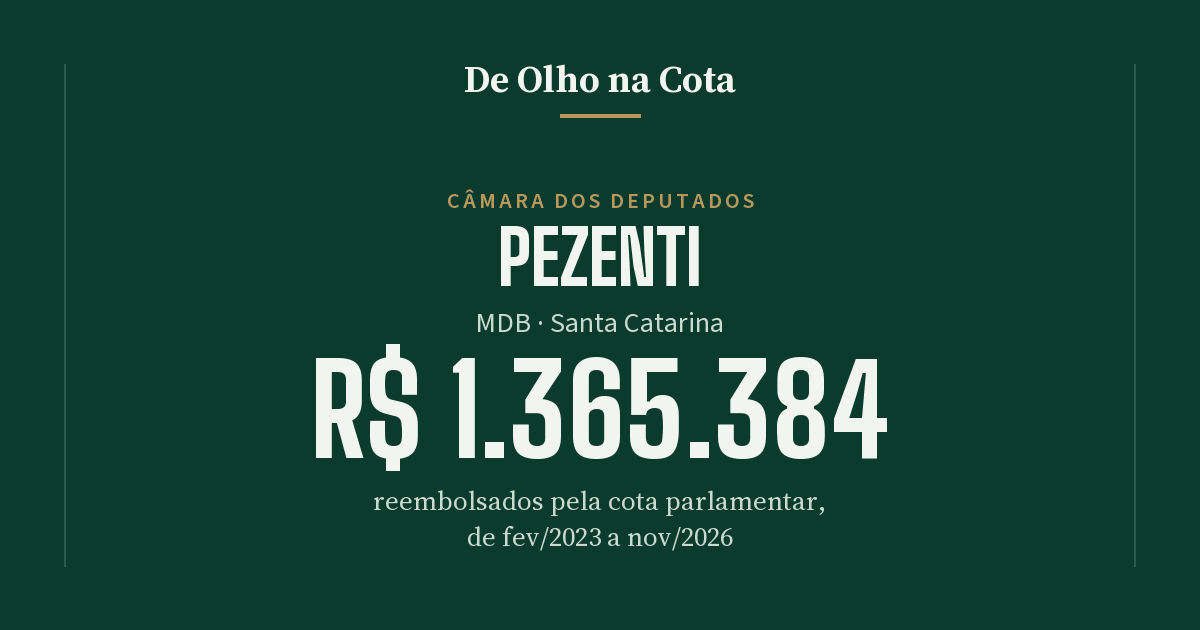 De Olho na Cota
CÂMARA DOS DEPUTADOS
PEZENTI
MDB · Santa Catarina
R$ 1.365.384
reembolsados pela cota parlamentar,
de fev/2023 a nov/2026